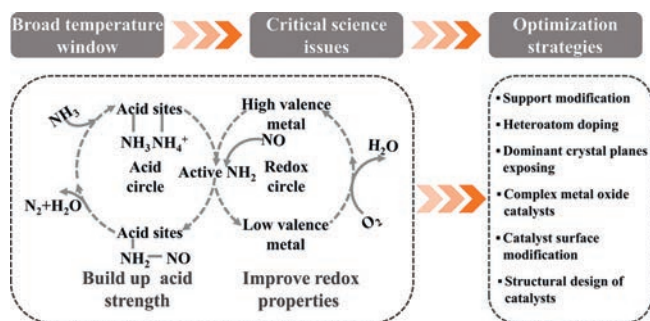 Broad temperature
window
Critical science
issues
Optimization
strategies
NH₃
Acid sites
NH₃ NH₄⁺
Acid
circle
N₂+H₂O
Acid sites
NH₂—NO
Build up acid
strength
Active NH₂
High valence
metal
NO
Redox
circle
H₂O
O₂
Low valence
metal
Improve redox
properties
▪Support modification
▪Heteroatom doping
▪Dominant crystal planes
exposing
▪Complex metal oxide
catalysts
▪Catalyst surface
modification
▪Structural design of
catalysts